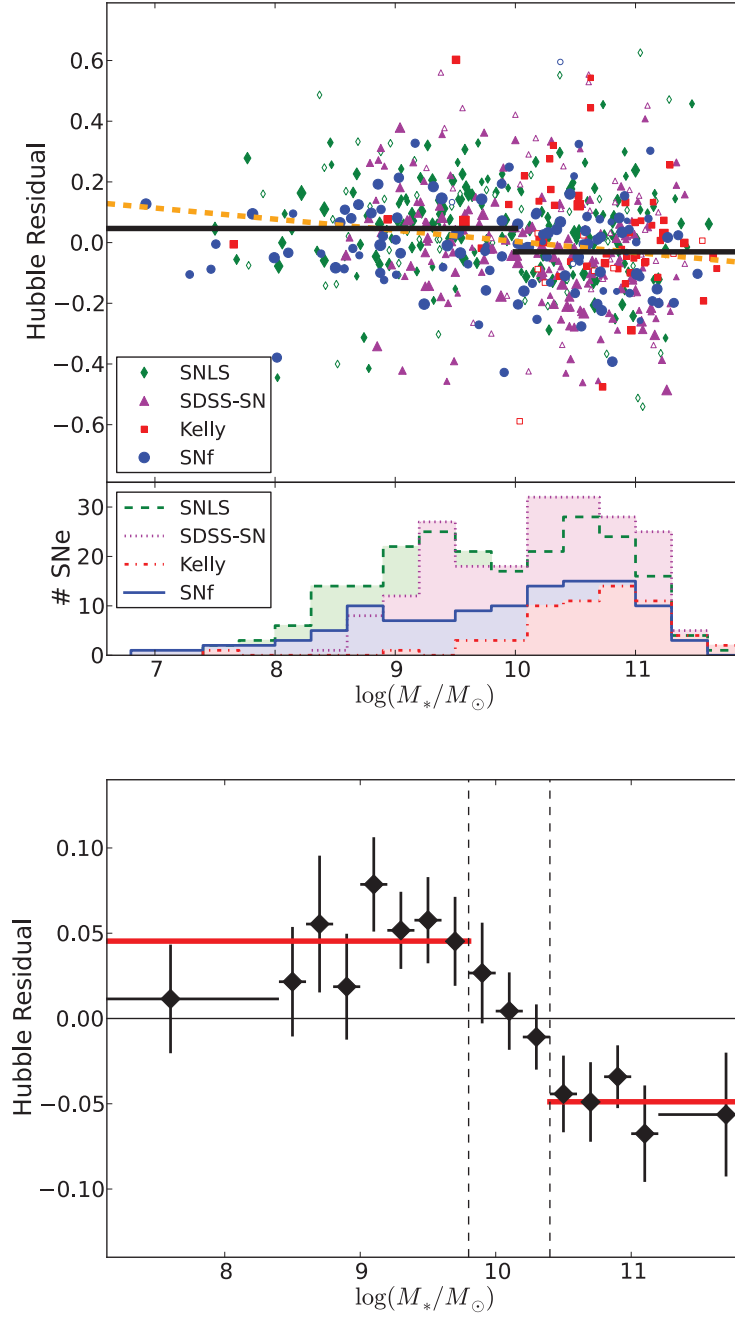 0.6
0.4
0.2
0.0
−0.2
−0.4
−0.6
Hubble Residual
SNLS
SDSS-SN
Kelly
SNf
30
20
10
0
# SNe
SNLS
SDSS-SN
Kelly
SNf
7 8 9 10 11
log(M*/M⊙)
0.10
0.05
0.00
−0.05
−0.10
Hubble Residual
8 9 10 11
log(M*/M⊙)